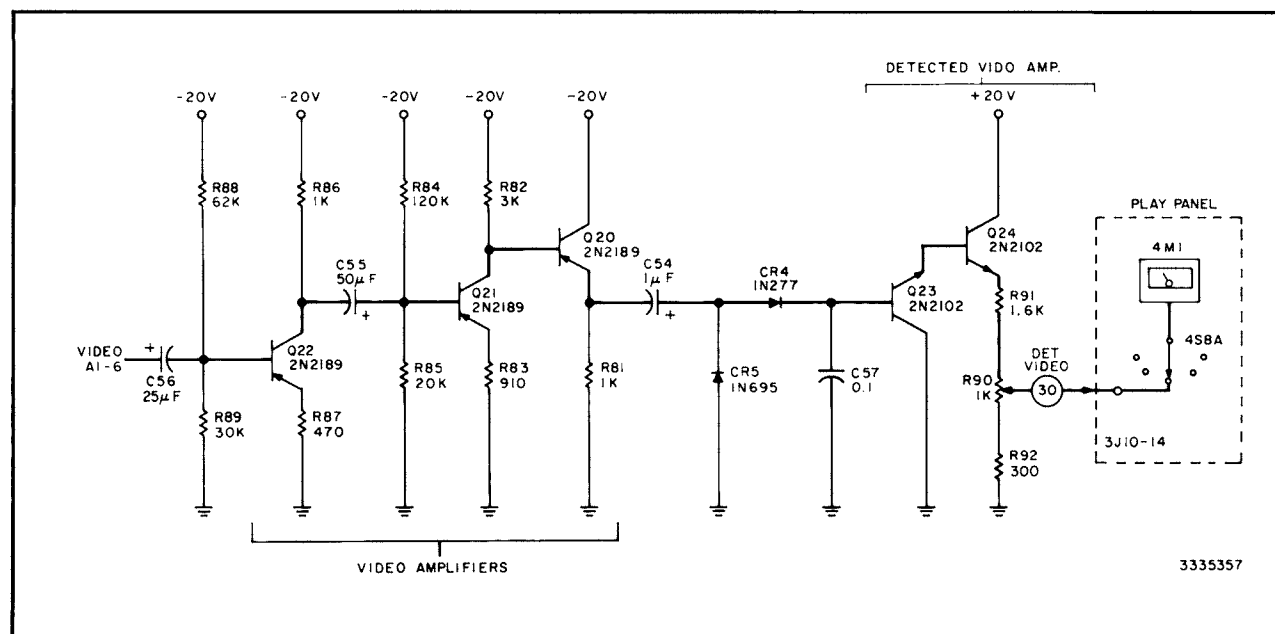 DETECTED VIDO AMP.
-20V
-20V
-20V
-20V
-20V
+20V
R88
62K
R86
1K
R84
120K
R82
3K
Q20
2N2189
C55
50µF
+
Q21
2N2189
C54
1µF
+
CR4
1N277
Q23
2N2102
Q24
2N2102
R91
1.6K
PLAY PANEL
4M1
4S8A
VIDEO
A1-6
+
C56
25µF
Q22
2N2189
R89
30K
R87
470
R85
20K
R83
910
R81
1K
CR5
1N695
C57
0.1
R90
1K
DET
VIDEO
30
3J10-14
R92
300
VIDEO AMPLIFIERS
3335357